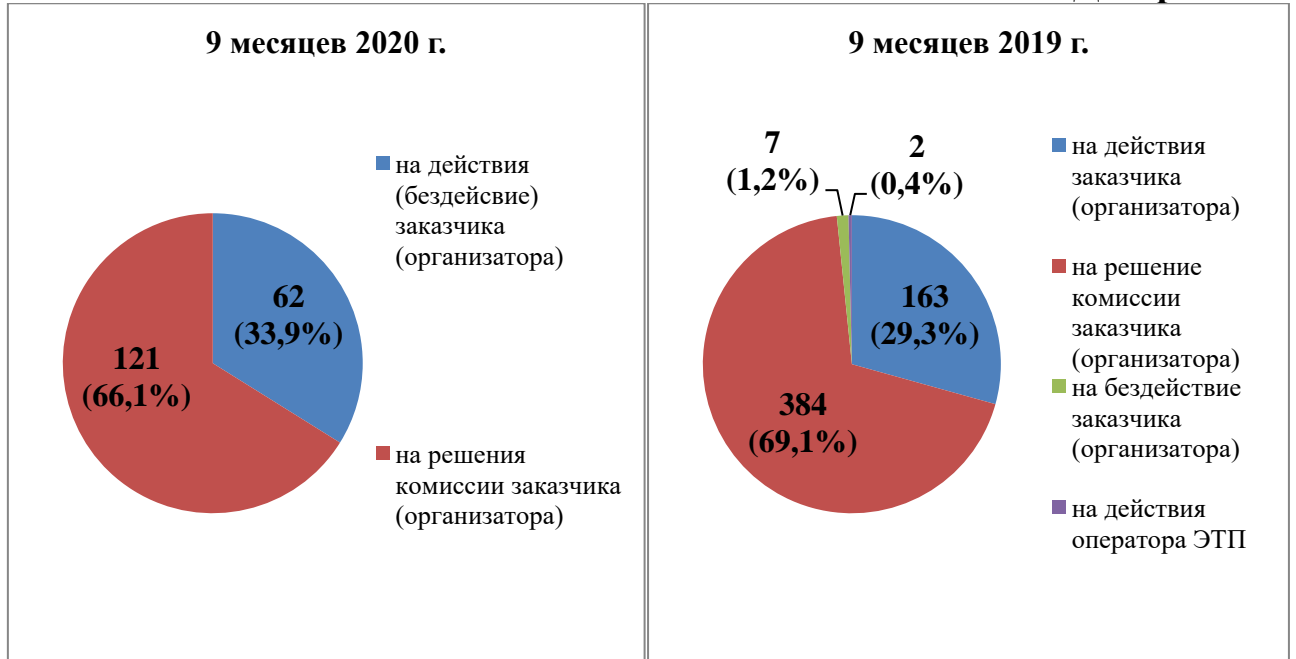 9 месяцев 2020 г.
62
(33,9%)
121
(66,1%)
на действия
(бездейсвие)
заказчика
(организатора)
на решения
комиссии заказчика
(организатора)
9 месяцев 2019 г.
7
(1,2%)
2
(0,4%)
163
(29,3%)
384
(69,1%)
на действия
заказчика
(организатора)
на решение
комиссии
заказчика
(организатора)
на бездействие
заказчика
(организатора)
на действия
оператора ЭТП